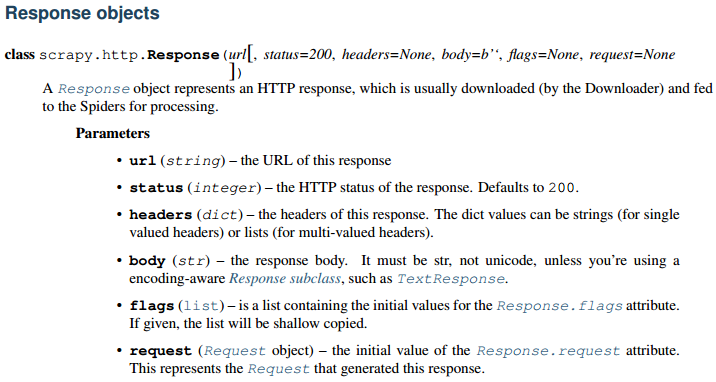 Response objects
class scrapy.http.Response(url[, status=200, headers=None, body=b'', flags=None, request=None
])
A Response object represents an HTTP response, which is usually downloaded (by the Downloader) and fed
to the Spiders for processing.
Parameters
• url (string) – the URL of this response
• status (integer) – the HTTP status of the response. Defaults to 200.
• headers (dict) – the headers of this response. The dict values can be strings (for single
valued headers) or lists (for multi-valued headers).
• body (str) – the response body. It must be str, not unicode, unless you're using a
encoding-aware Response subclass, such as TextResponse.
• flags (list) – is a list containing the initial values for the Response.flags attribute.
If given, the list will be shallow copied.
• request (Request object) – the initial value of the Response.request attribute.
This represents the Request that generated this response.